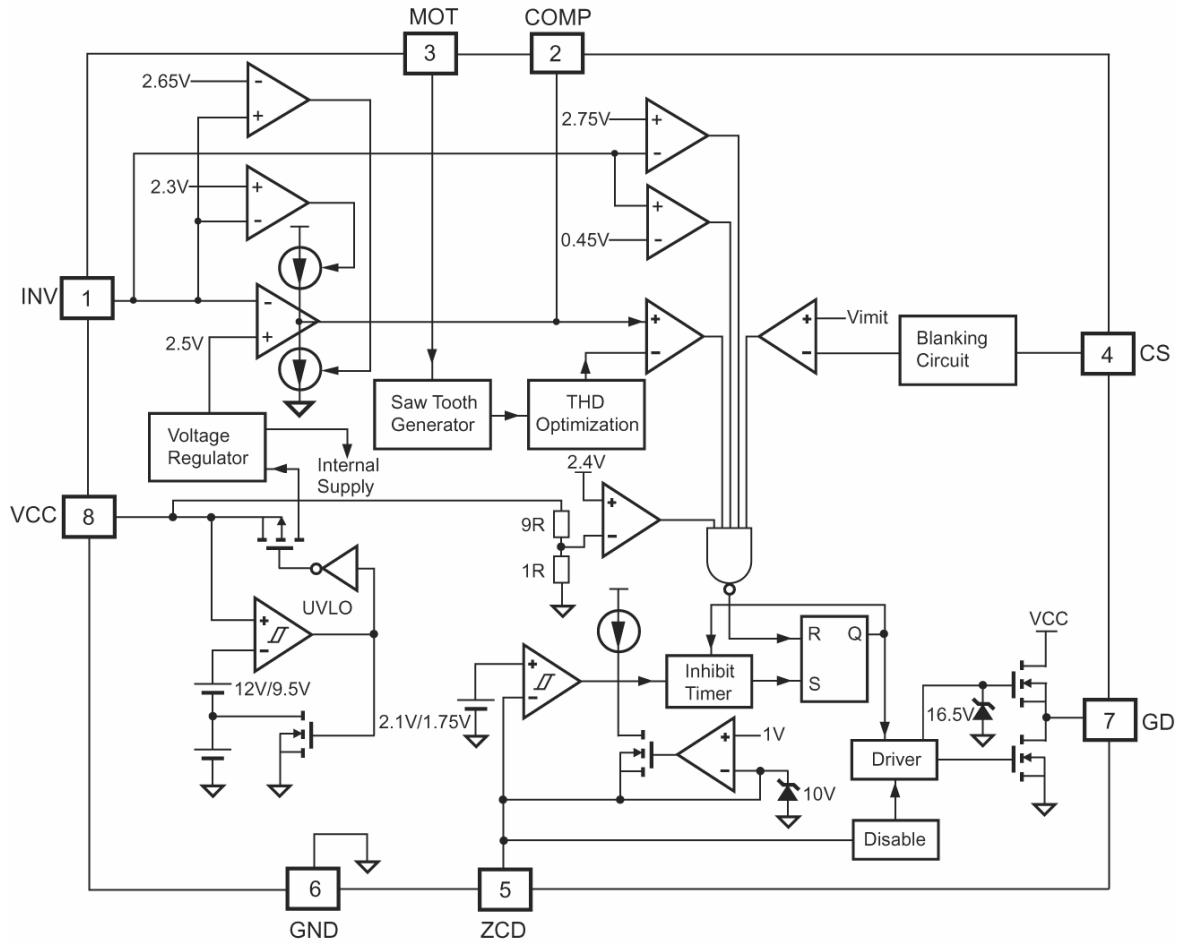 MOT
COMP
3
2
2.65V
-
+
2.75V
+
-
2.3V
+
-
+
0.45V
-
INV
1
-
2.5V
+
+
-
+
Vimit
-
Blanking
Circuit
4
CS
Saw Tooth
Generator
THD
Optimization
Voltage
Regulator
Internal
Supply
2.4V
VCC
8
9R
+
-
1R
UVLO
+
-
12V/9.5V
+
-
2.1V/1.75V
Inhibit
Timer
R
Q
S
VCC
16.5V
7
GD
1V
+
-
10V
Driver
Disable
6
GND
5
ZCD